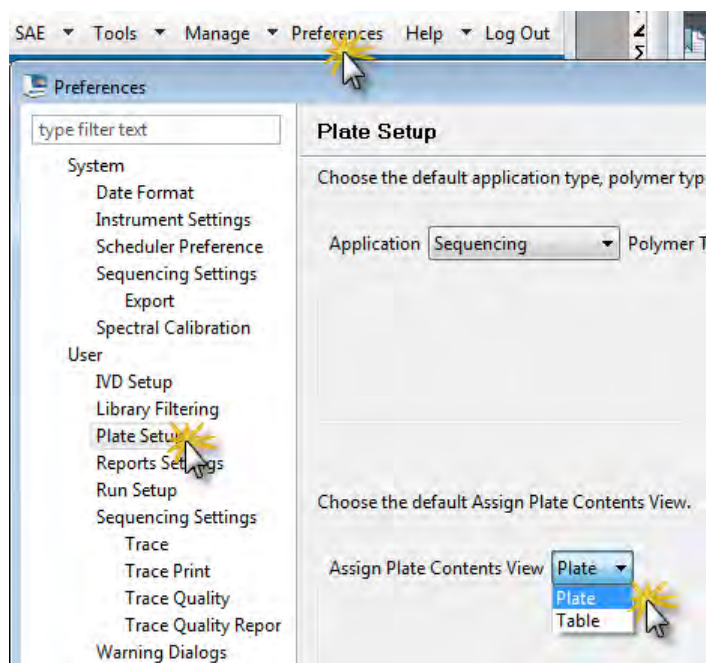 SAE Tools Manage Preferences Help Log Out
Preferences
type filter text
System
Date Format
Instrument Settings
Scheduler Preference
Sequencing Settings
Export
Spectral Calibration
User
IVD Setup
Library Filtering
Plate Setup
Reports Settings
Run Setup
Sequencing Settings
Trace
Trace Print
Trace Quality
Trace Quality Repor
Warning Dialogs
Plate Setup
Choose the default application type, polymer typ
Application Sequencing Polymer T
Choose the default Assign Plate Contents View.
Assign Plate Contents View Plate
Plate
Table